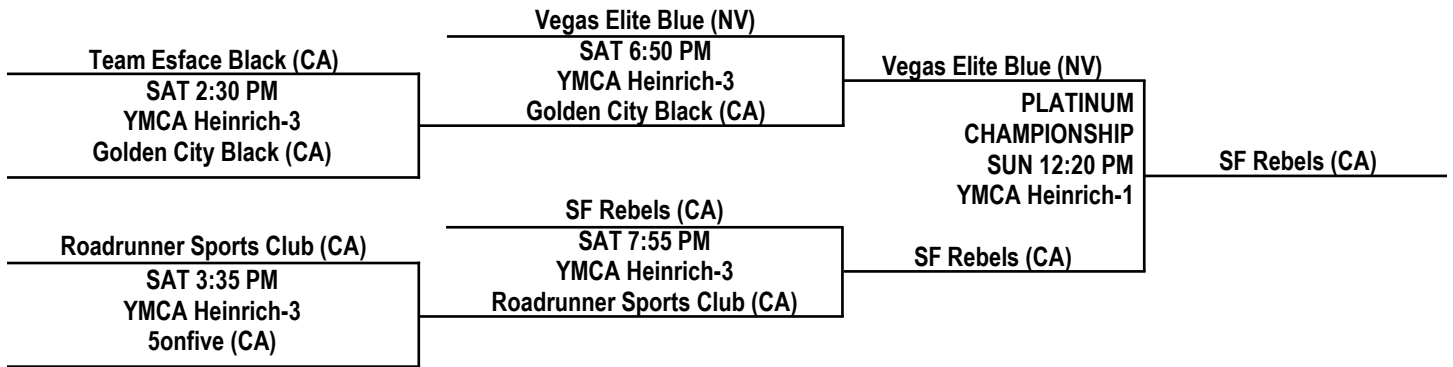 Vegas Elite Blue (NV)
Team Esface Black (CA)
SAT 6:50 PM
YMCA Heinrich-3
Golden City Black (CA)
Vegas Elite Blue (NV)
SAT 2:30 PM
YMCA Heinrich-3
Golden City Black (CA)
PLATINUM
CHAMPIONSHIP
SUN 12:20 PM
YMCA Heinrich-1
SF Rebels (CA)
SF Rebels (CA)
Roadrunner Sports Club (CA)
SAT 7:55 PM
YMCA Heinrich-3
Roadrunner Sports Club (CA)
SF Rebels (CA)
SAT 3:35 PM
YMCA Heinrich-3
5onfive (CA)